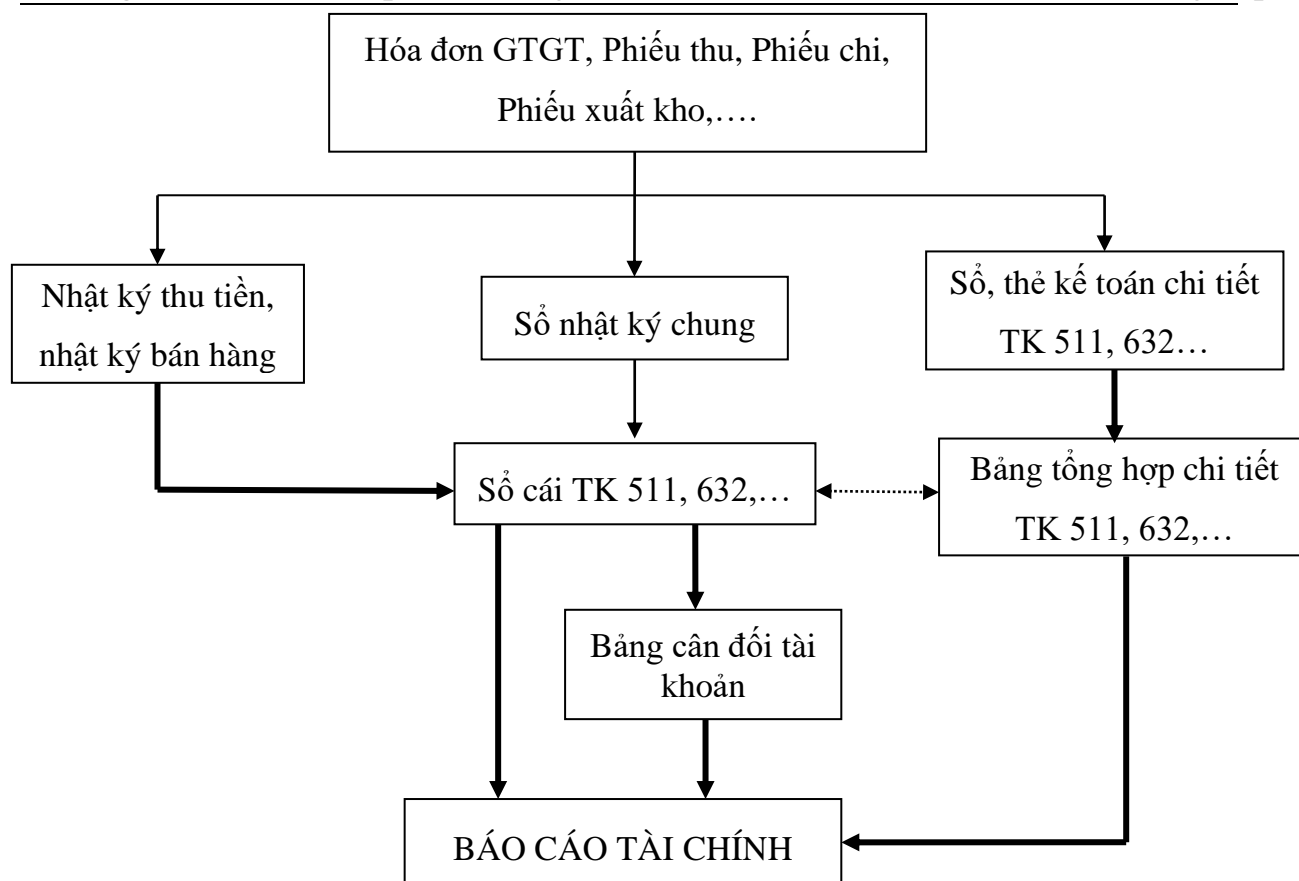 Hóa đơn GTGT, Phiếu thu, Phiếu chi,
Phiếu xuất kho,….
Nhật ký thu tiền,
nhật ký bán hàng
Sổ nhật ký chung
Sổ, thẻ kế toán chi tiết
TK 511, 632…
Sổ cái TK 511, 632,…
Bảng tổng hợp chi tiết
TK 511, 632,…
Bảng cân đối tài
khoản
BÁO CÁO TÀI CHÍNH